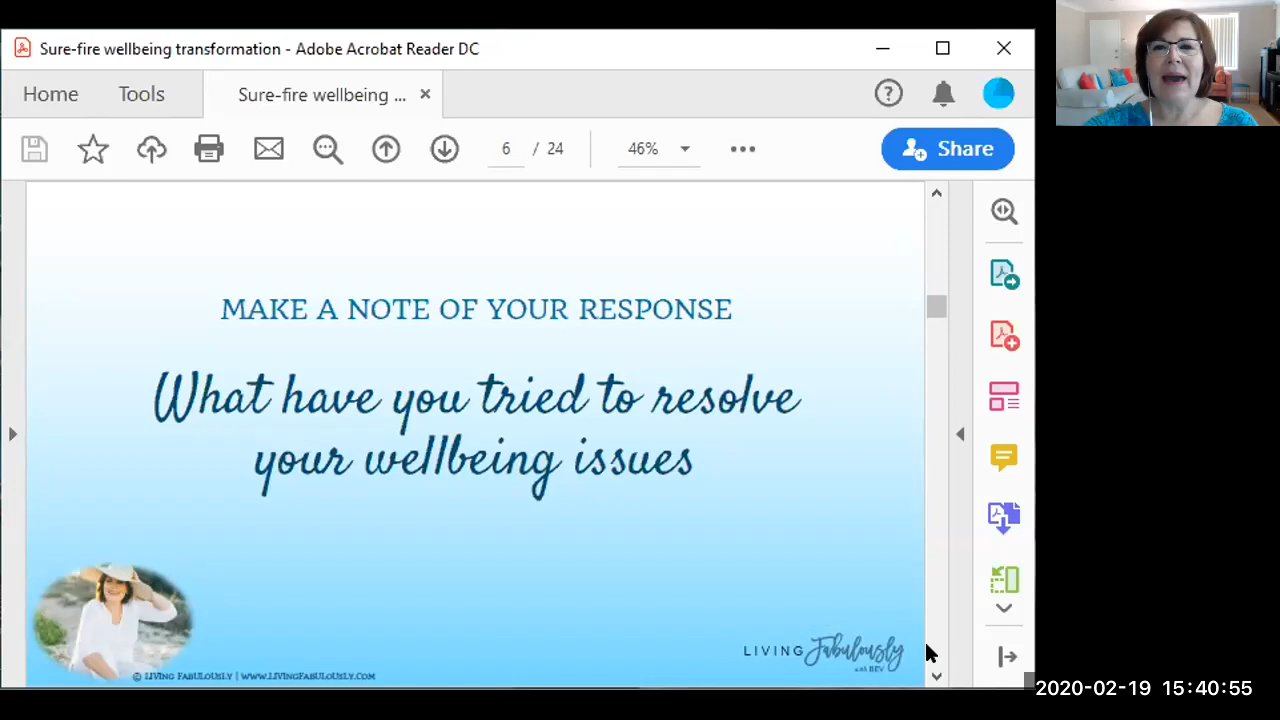 Sure-fire wellbeing transformation - Adobe Acrobat Reader DC
Home
Tools
Sure-fire wellbeing ...
6 / 24
46%
Share
MAKE A NOTE OF YOUR RESPONSE
What have you tried to resolve
your wellbeing issues
LIVING Fabulously
with BEV
© LIVING FABULOUSLY | WWW.LIVINGFABULOUSLY.COM
2020-02-19 15:40:55